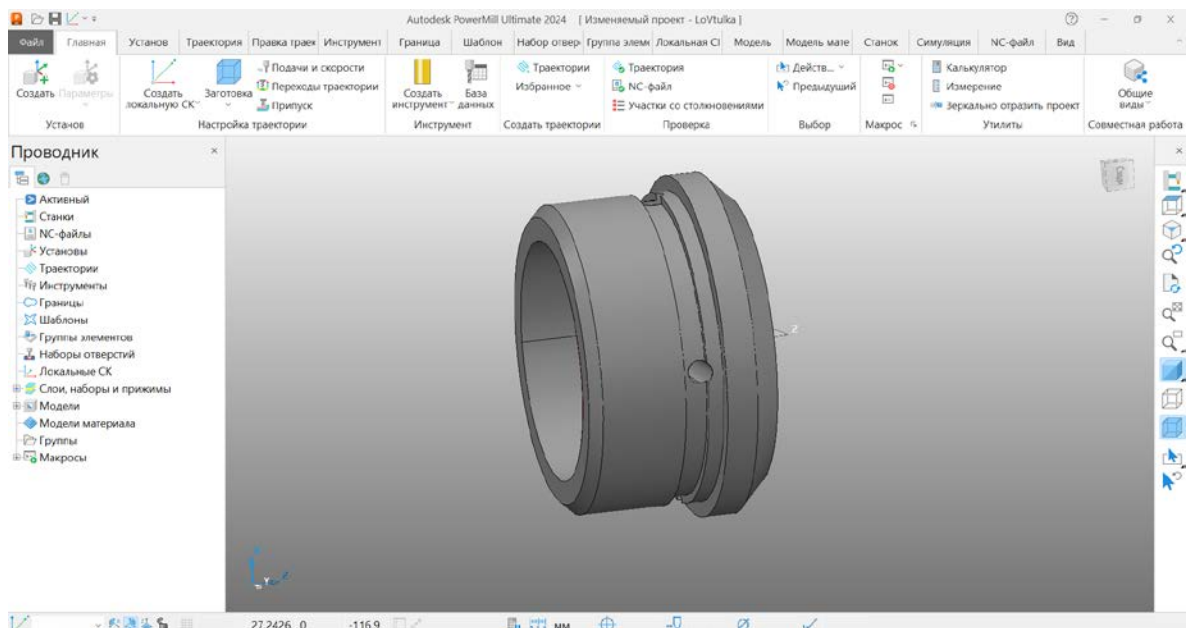 Autodesk PowerMill Ultimate 2024 [ Изменяемый проект - LoVtulka ]
Файл Главная Установ Траектория Правка траек Инструмент Граница Шаблон Набор отвер Группа элеме Локальная СІ Модель Модель мате Станок Симуляция NC-файл Вид
Создать Параметры
Установ
Создать локальную СК
Заготовка
Подачи и скорости
Переходы траектории
Припуск
Настройка траектории
Создать инструмент
База данных
Инструмент
Траектории
Избранное
Создать траектории
Траектория
NC-файл
Участки со столкновениями
Проверка
Действ...
Предыдущий
Выбор
Макрос
Калькулятор
Измерение
Зеркально отразить проект
Утилиты
Общие виды
Совместная работа
Проводник
Активный
Станки
NC-файлы
Установы
Траектории
Инструменты
Границы
Шаблоны
Группы элементов
Наборы отверстий
Локальные СК
Слои, наборы и прижимы
Модели
Модели материала
Группы
Макросы
Z
27.2426 0 -116.9 мм